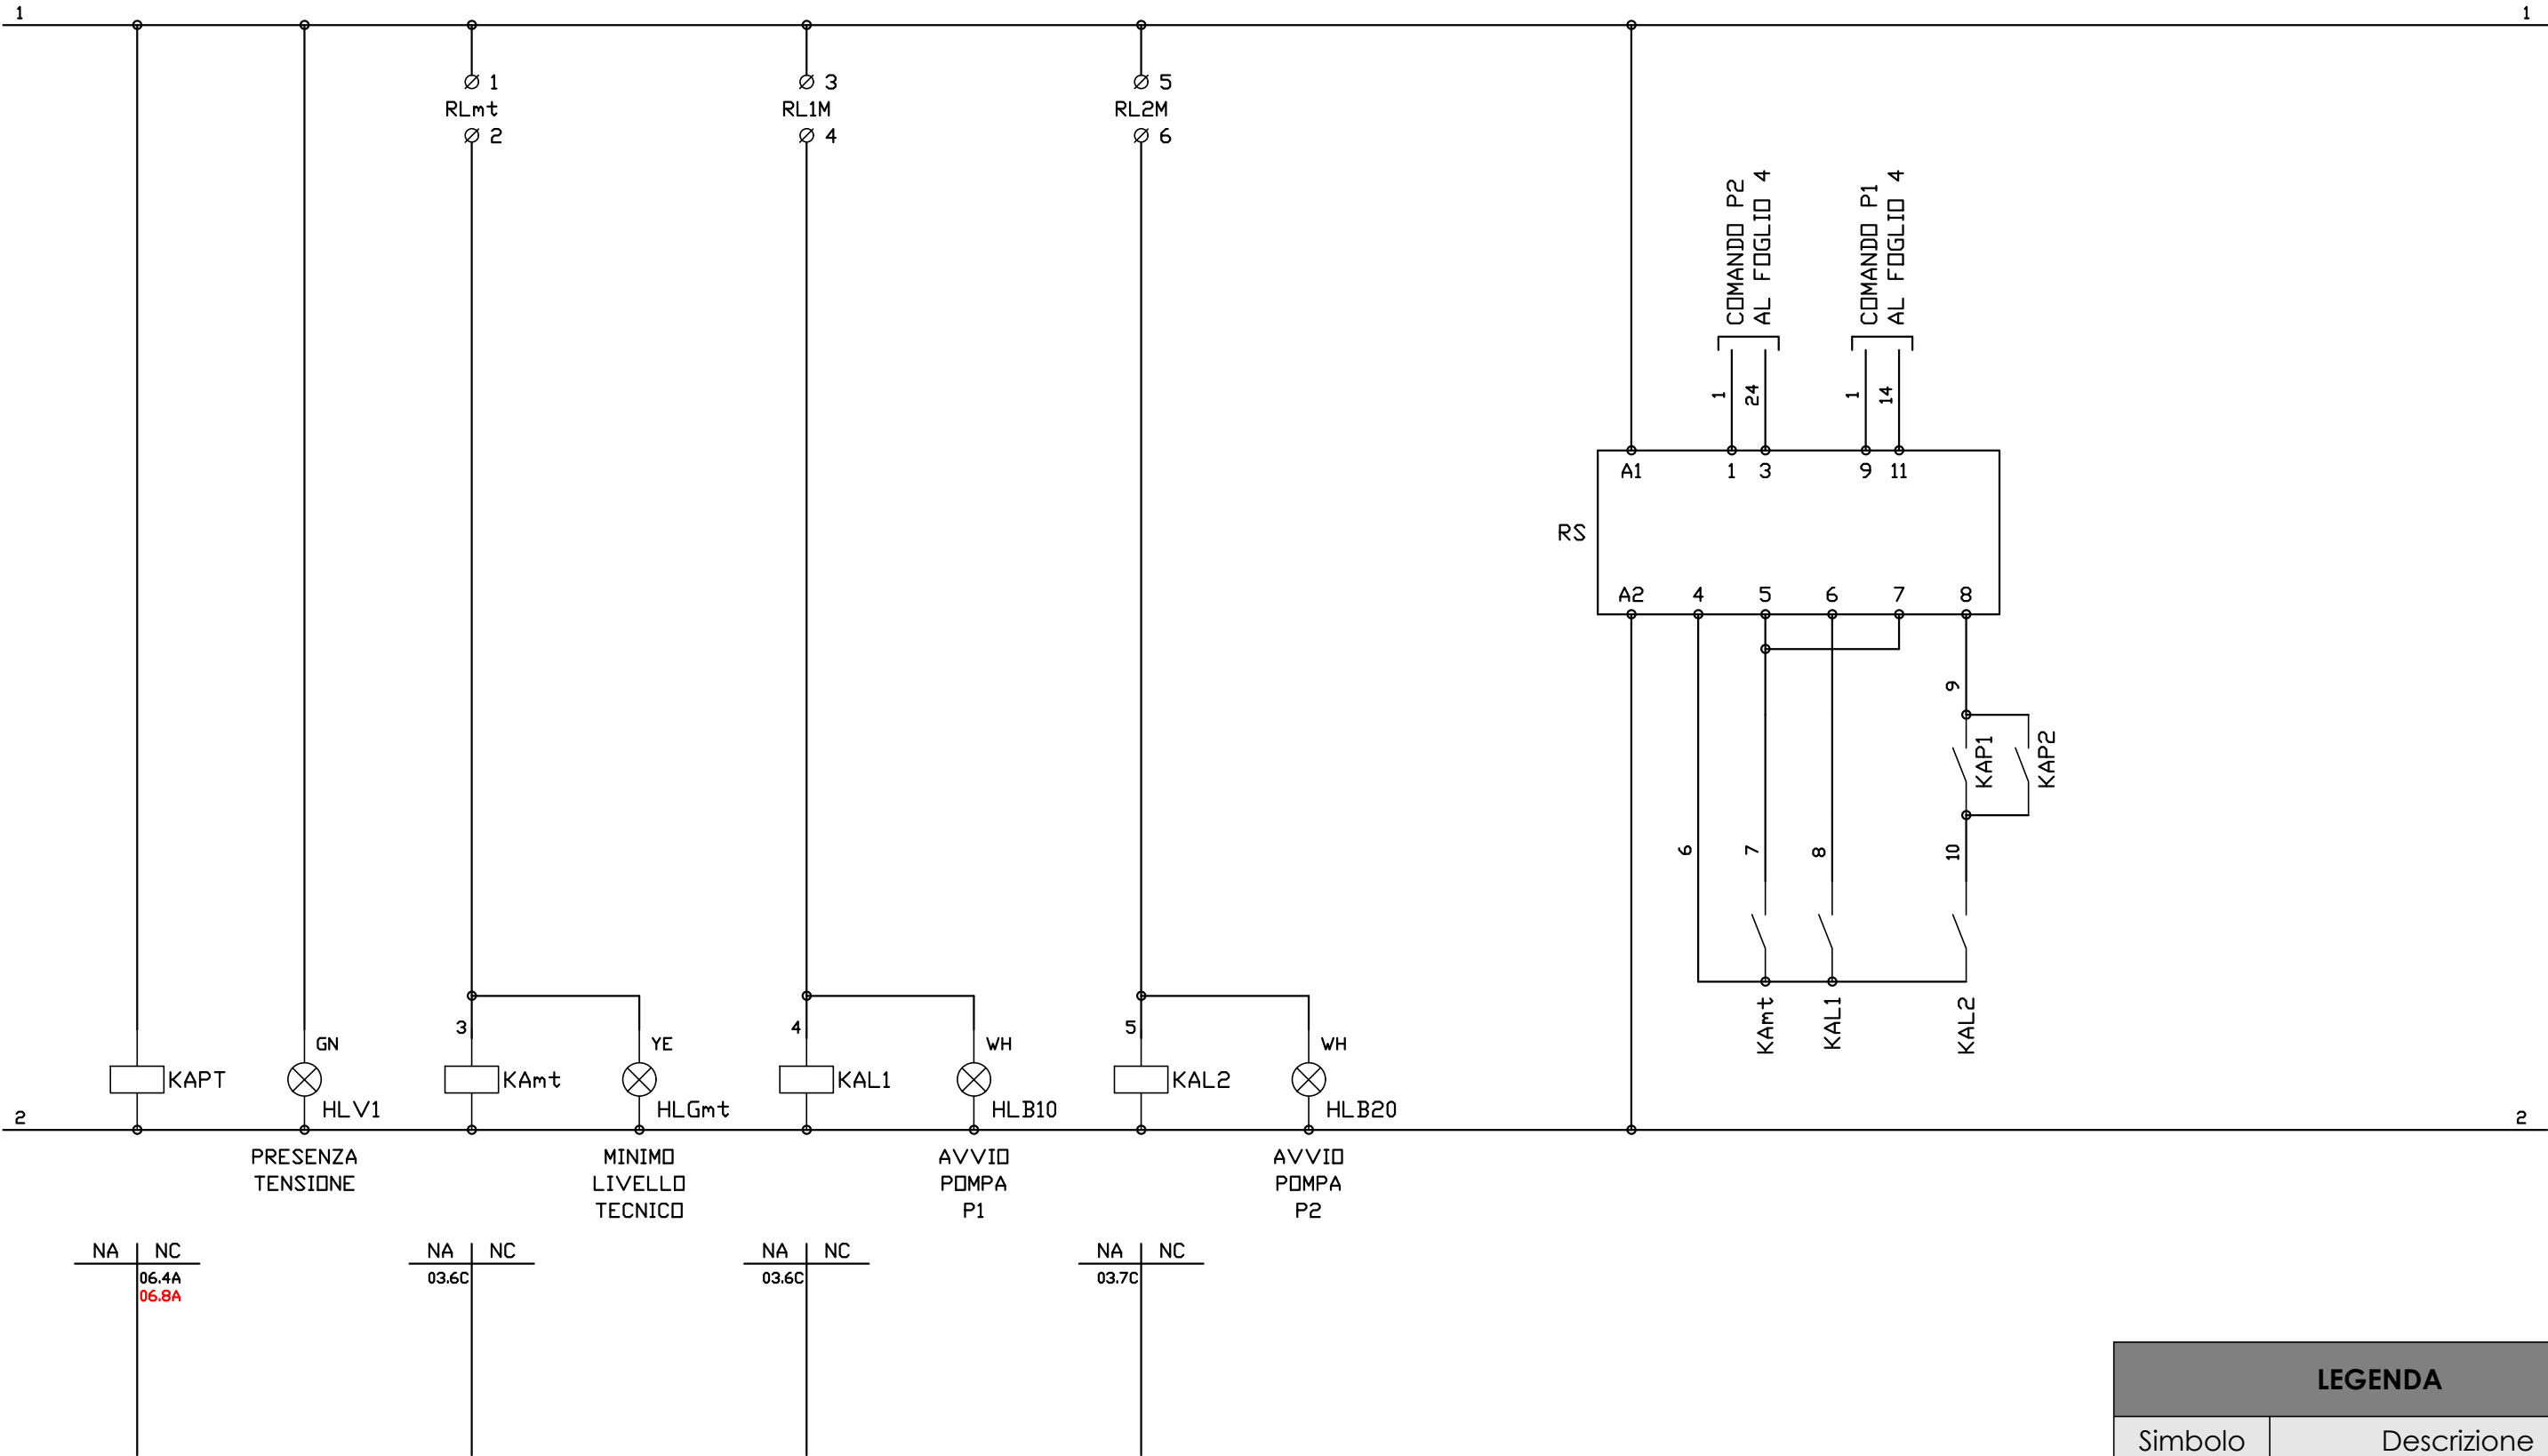 1
1
1
RLmt
2
3
RL1M
4
5
RL2M
6
COMANDO P2
AL FOGLIO 4
COMANDO P1
AL FOGLIO 4
1
24
1
14
A1
1
3
9
11
RS
A2
4
5
6
7
8
9
KAP1
KAP2
6
7
8
10
KAmt
KAL1
KAL2
GN
3
YE
4
WH
5
WH
KAPT
KAmt
KAL1
KAL2
HLV1
HLGmt
HLB10
HLB20
2
2
PRESENZA
TENSIONE
MINIMO
LIVELLO
TECNICO
AVVIO
POMPA
P1
AVVIO
POMPA
P2
NA NC
06.4A
06.8A
NA NC
03.6C
NA NC
03.6C
NA NC
03.7C
LEGENDA
Simbolo Descrizione